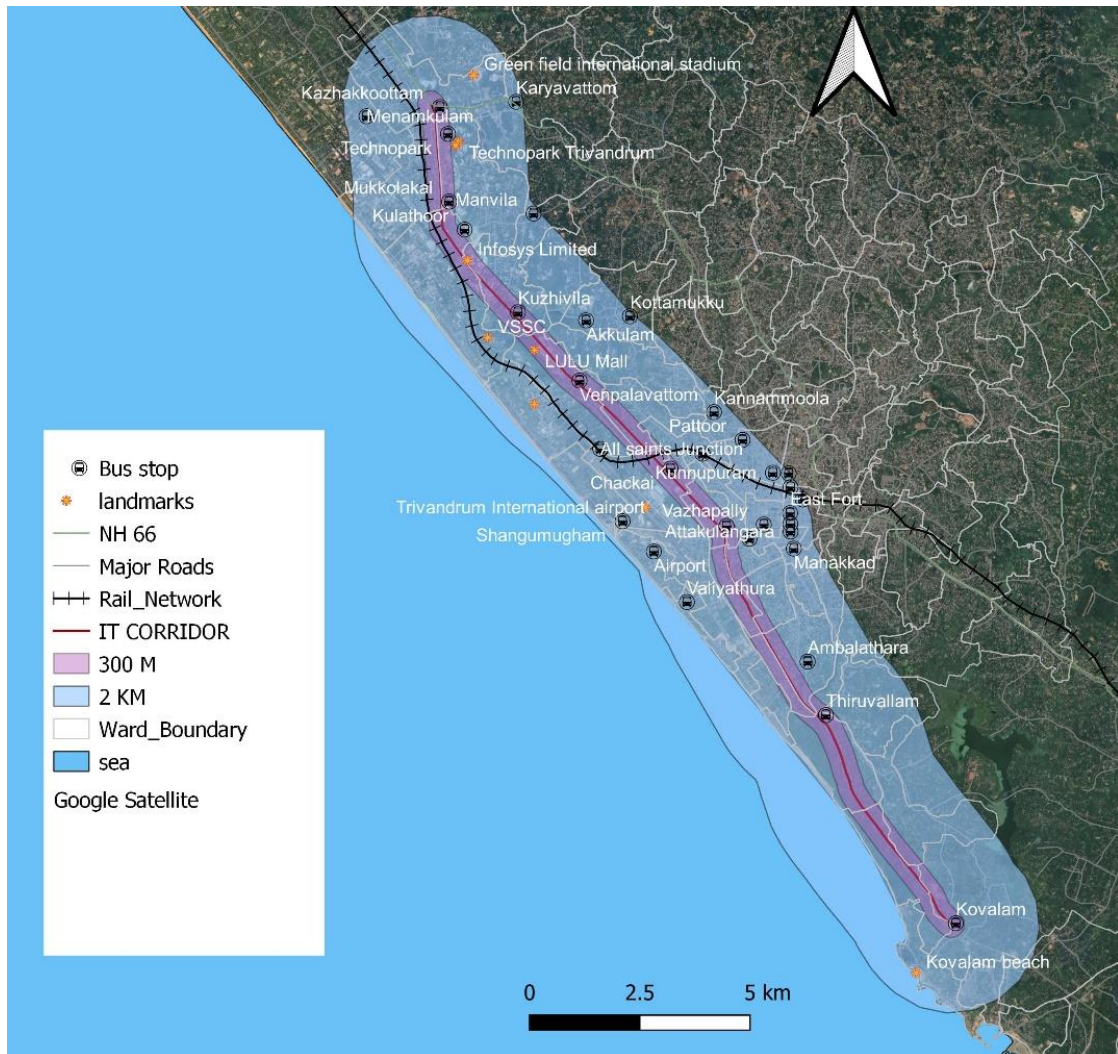 Green field international stadium
Kazhakkoottam
Karyavattom
Menamkulam
Technopark
Technopark Trivandrum
Mukkolakal
Manvila
Kulathoor
Infosys Limited
Kuzhivila
Kottamukku
VSSC
Akkulam
LULU Mall
Venpalavattom
Kannammoola
Pattoor
All saints Junction
Kunnupuram
Chackai
East Fort
Trivandrum International airport
Vazhapally
Shangumugham
Attakulangara
Airport
Manakkad
Valiyathura
Ambalathara
Thiruvallam
Kovalam
Kovalam beach
Bus stop
landmarks
NH 66
Major Roads
Rail_Network
IT CORRIDOR
300 M
2 KM
Ward_Boundary
sea
Google Satellite
0 2.5 5 km